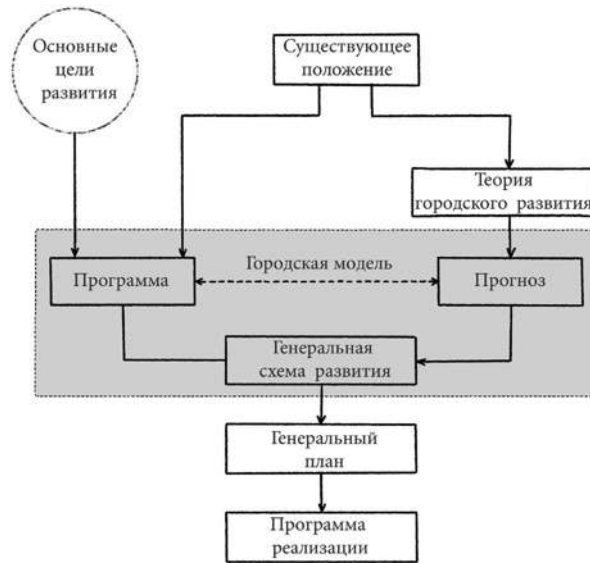 Основные
цели
развития
Существующее
положение
Теория
городского развития
Программа
Городская модель
Прогноз
Генеральная
схема развития
Генеральный
план
Программа
реализации